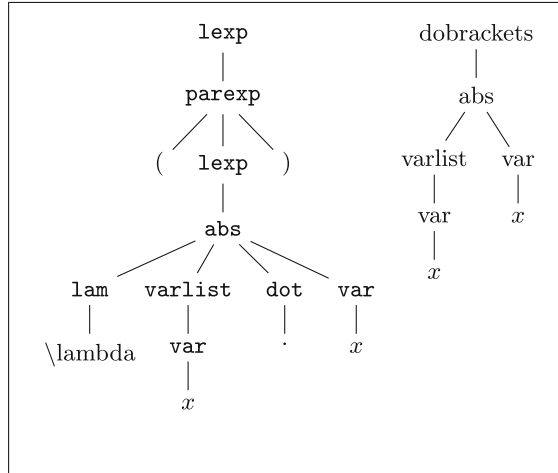 lexp
parexp
( lexp )
abs
lam varlist dot var
\lambda var . x
x
dobrackets
abs
varlist var
var x
x